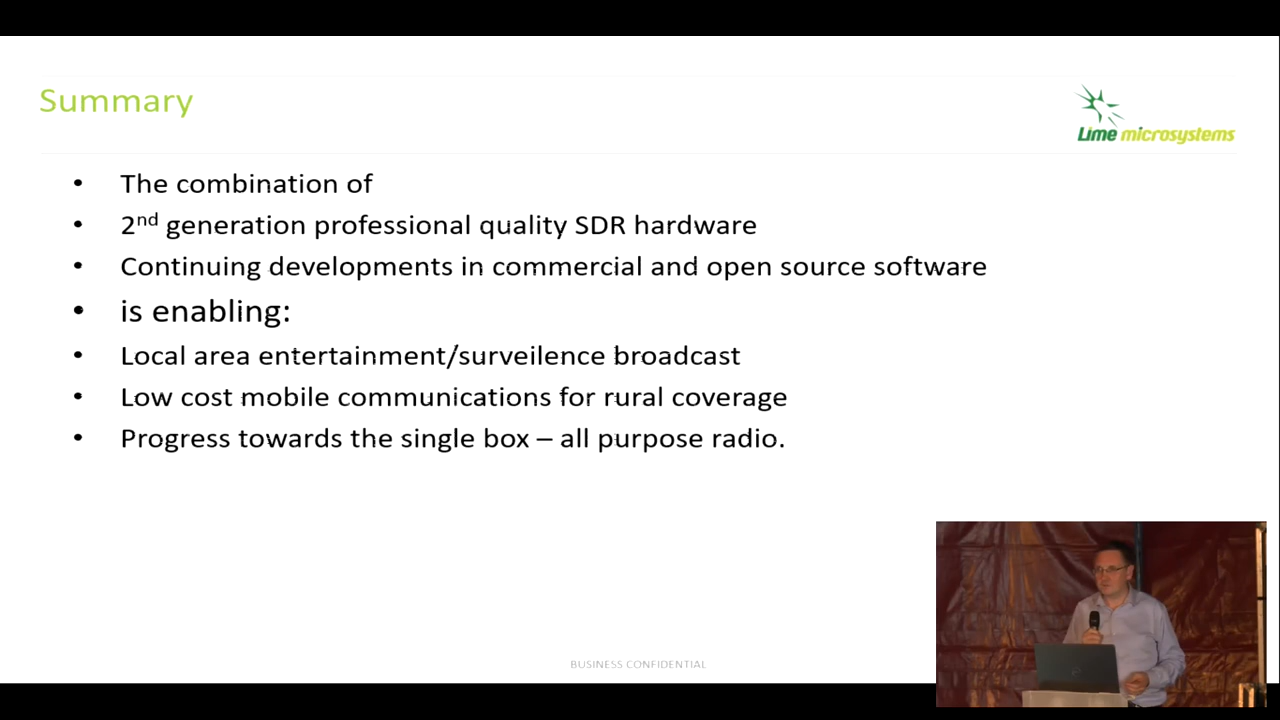 Summary
Lime microsystems
• The combination of
• 2nd generation professional quality SDR hardware
• Continuing developments in commercial and open source software
• is enabling:
• Local area entertainment/surveilence broadcast
• Low cost mobile communications for rural coverage
• Progress towards the single box – all purpose radio.
BUSINESS CONFIDENTIAL